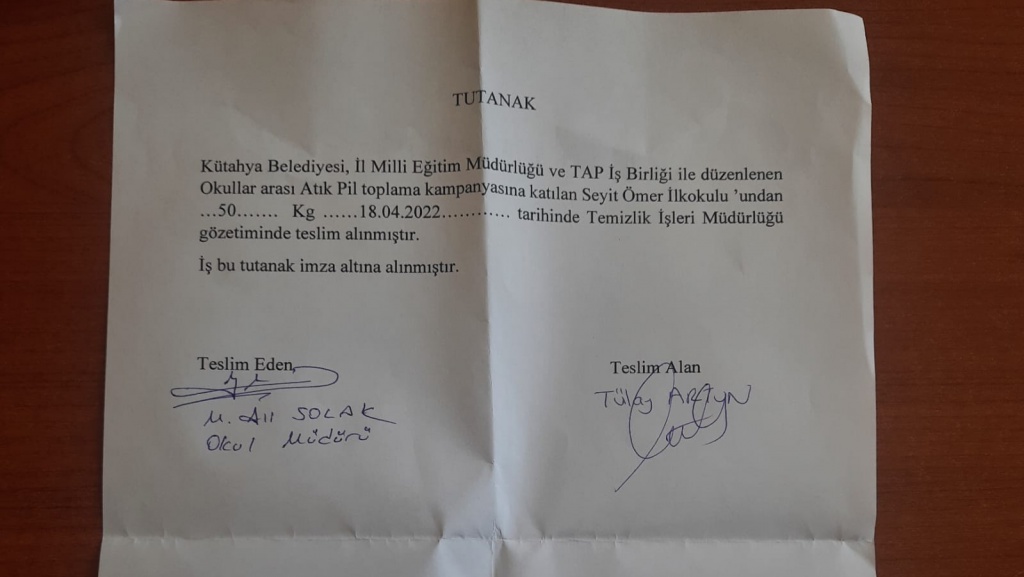 TUTANAK
Kütahya Belediyesi, İl Milli Eğitim Müdürlüğü ve TAP İş Birliği ile düzenlenen
Okullar arası Atık Pil toplama kampanyasına katılan Seyit Ömer İlkokulu ’undan
...50....... Kg ......18.04.2022............ tarihinde Temizlik İşleri Müdürlüğü
gözetiminde teslim alınmıştır.
İş bu tutanak imza altına alınmıştır.
Teslim Eden,
M. Ali SOLAK
Okul Müdürü
Teslim Alan
Tülay